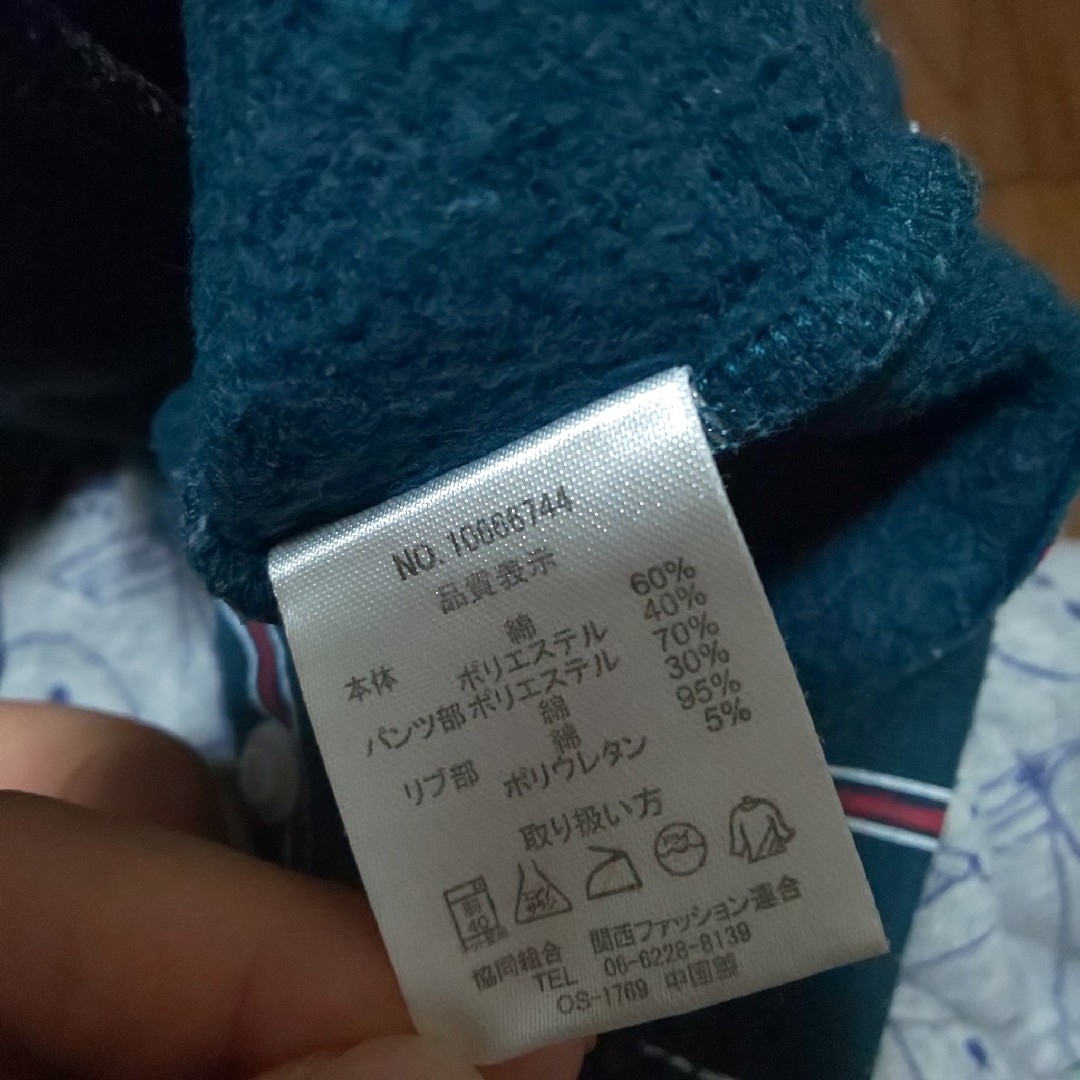 NO. 10668744
品質表示
本体 綿 60%
ポリエステル 40%
パンツ部 ポリエステル 70%
綿 30%
リブ部 綿 95%
ポリウレタン 5%
取り扱い方
40
協同組合 関西ファッション連合
TEL 06-6228-8139
OS-1769 中国製